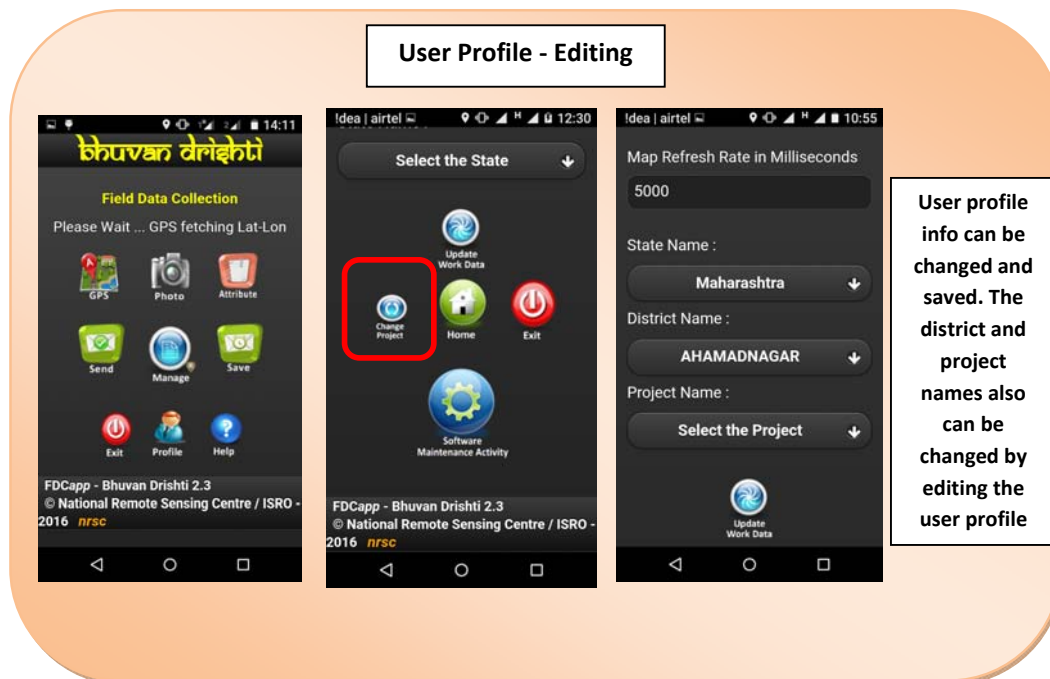 User Profile - Editing
14:11
bhuvan drishti
Field Data Collection
Please Wait ... GPS fetching Lat-Lon
GPS
Photo
Attribute
Send
Manage
Save
Exit
Profile
Help
FDCapp - Bhuvan Drishti 2.3
© National Remote Sensing Centre / ISRO -
2016 nrsc
!dea | airtel
H
12:30
Select the State
Update
Work Data
Change
Project
Home
Exit
Software
Maintenance Activity
FDCapp - Bhuvan Drishti 2.3
© National Remote Sensing Centre / ISRO -
2016 nrsc
!dea | airtel
H
10:55
Map Refresh Rate in Milliseconds
5000
State Name :
Maharashtra
District Name :
AHAMADNAGAR
Project Name :
Select the Project
Update
Work Data
User profile
info can be
changed and
saved. The
district and
project
names also
can be
changed by
editing the
user profile